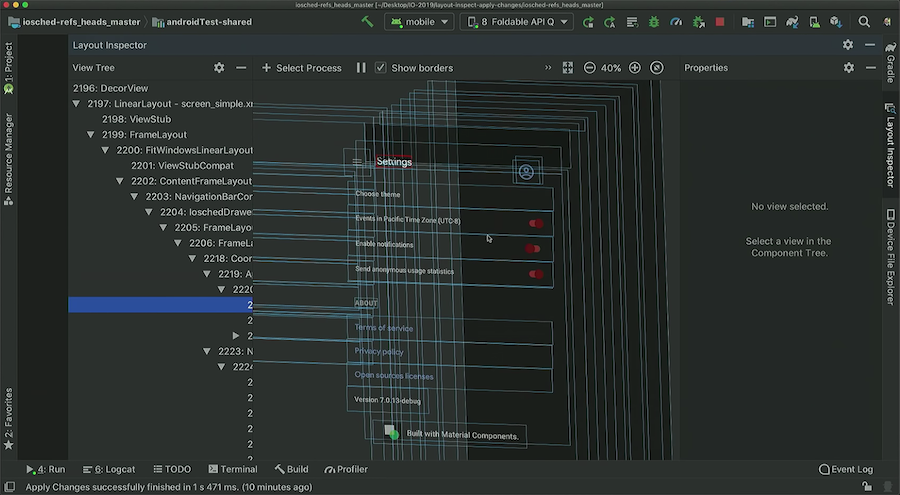 iosched-refs_heads_master [~/Desktop/IO-2019/layout-inspect-apply-changes/iosched-refs_heads_master]
iosched-refs_heads_master
androidTest-shared
mobile
8 Foldable API Q
Layout Inspector
View Tree
Select Process
Show borders
40%
Properties
1: Project
Resource Manager
2: Favorites
2196: DecorView
2197: LinearLayout - screen_simple.x
2198: ViewStub
2199: FrameLayout
2200: FitWindowsLinearLayou
2201: ViewStubCompat
2202: ContentFrameLayout
2203: NavigationBarCon
2204: IoschedDrawe
2205: FrameLay
2206: FrameL
2218: Coor
2219: A
2220
2
2
2
2223: N
2224
2
2
2
2
2
Settings
Choose theme
Events in Pacific Time Zone (UTC-8)
Enable notifications
Send anonymous usage statistics
ABOUT
Terms of service
Privacy policy
Open sources licenses
Version 7.0.13-debug
Built with Material Components.
No view selected.
Select a view in the
Component Tree.
Gradle
Layout Inspector
Device File Explorer
4: Run
6: Logcat
TODO
Terminal
Build
Profiler
Event Log
Apply Changes successfully finished in 1 s 471 ms. (10 minutes ago)